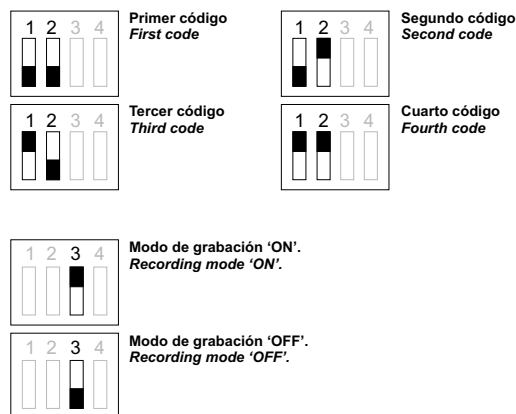 1 2 3 4
Primer código
First code
1 2 3 4
Segundo código
Second code
1 2 3 4
Tercer código
Third code
1 2 3 4
Cuarto código
Fourth code
1 2 3 4
Modo de grabación ‘ON’.
Recording mode 'ON'.
1 2 3 4
Modo de grabación ‘OFF’.
Recording mode 'OFF'.